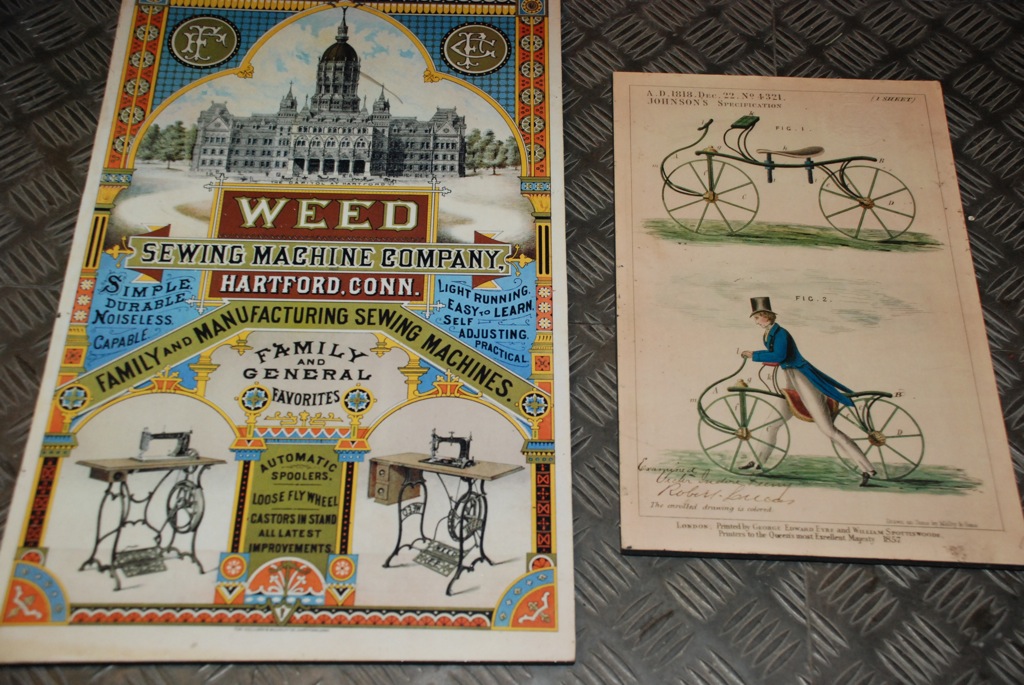 WEED
SEWING MACHINE COMPANY,
HARTFORD, CONN.
SIMPLE,
DURABLE,
NOISELESS,
CAPABLE
LIGHT RUNNING.
EASY TO LEARN,
SELF
ADJUSTING.
PRACTICAL
FAMILY AND MANUFACTURING SEWING MACHINES.
FAMILY
AND
GENERAL
FAVORITES
AUTOMATIC
SPOOLERS.
LOOSE FLY WHEEL
CASTORS IN STAND
ALL LATEST
IMPROVEMENTS.
A.D. 1818. DEC. 22. No 4321.
JOHNSON'S SPECIFICATION
(1 SHEET)
FIG. 1.
FIG. 2.
Examined
Robert Lucas
The enrolled drawing is colored.
LONDON. Printed by GEORGE EDWARD EYRE and WILLIAM SPOTTISWOODE,
Printers to the Queen's most Excellent Majesty. 1857